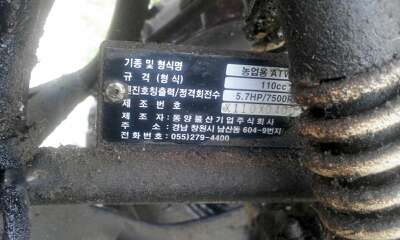 기종 및 형식명 농업용 ATV
규 격 (형식) 110cc
엔진호칭출력/정격회전수 5.7HP/7500R
제 조 번 호
제 조 사 : 동양물산기업주식회사
주 소 : 경남 창원시 남산동 604-9번지
전 화 번 호 : 055)279-4400